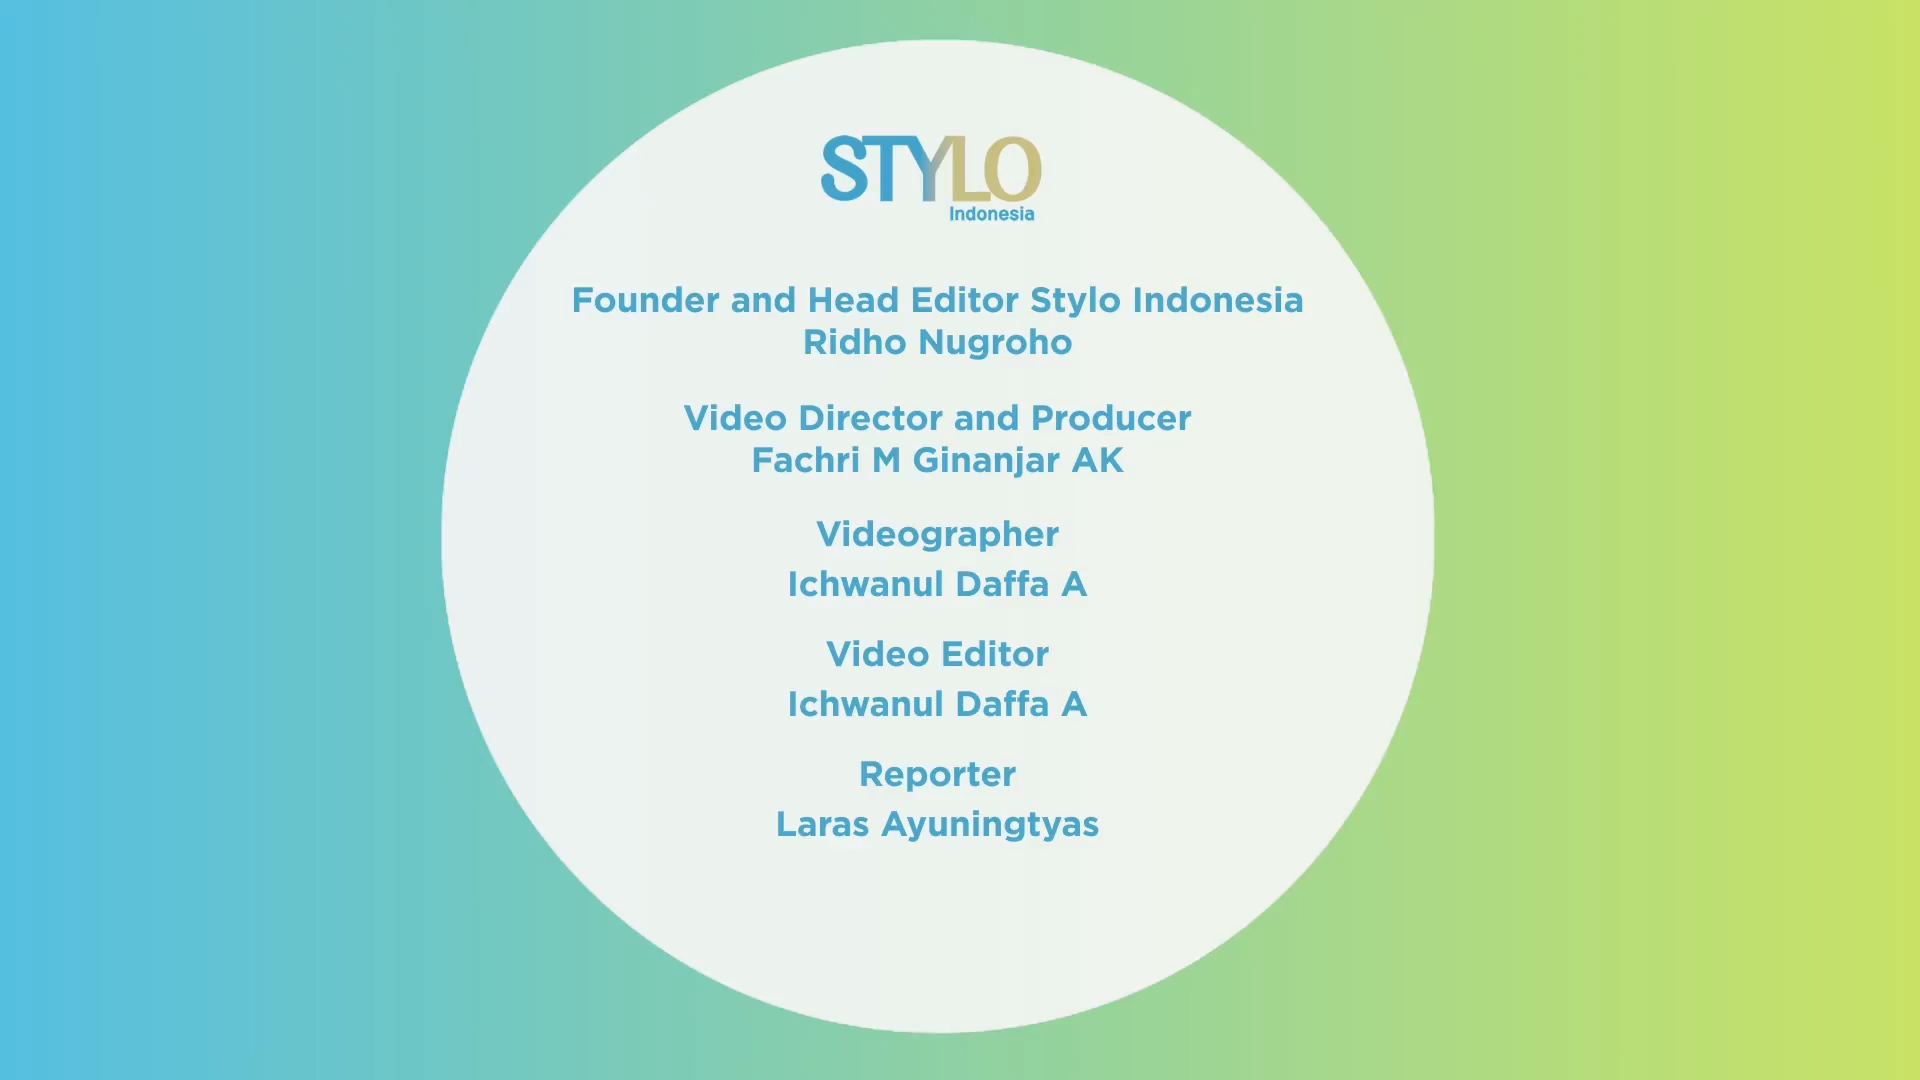 STYLO
Indonesia
Founder and Head Editor Stylo Indonesia
Ridho Nugroho
Video Director and Producer
Fachri M Ginanjar AK
Videographer
Ichwanul Daffa A
Video Editor
Ichwanul Daffa A
Reporter
Laras Ayuningtyas